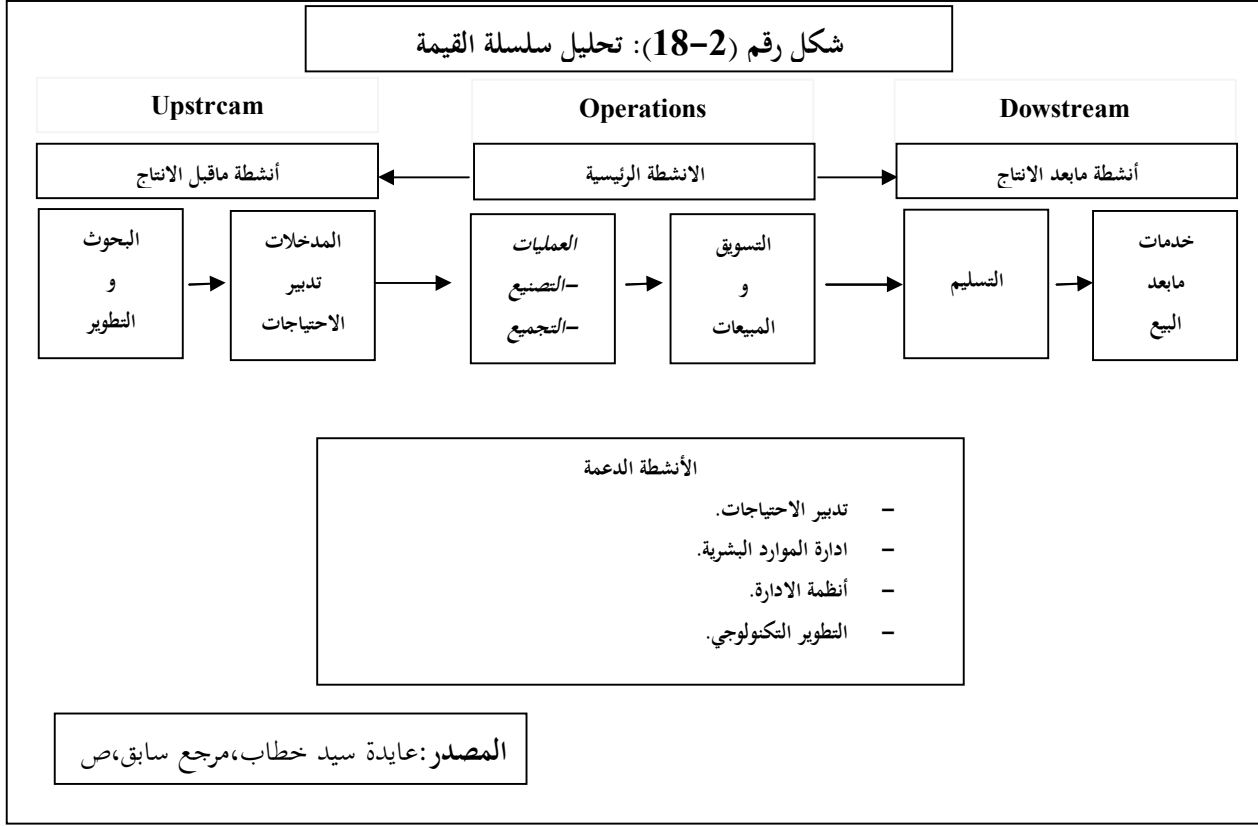 شكل رقم (2-18): تحليل سلسلة القيمة
Upstrcam
Operations
Dowstream
أنشطة ماقبل الانتاج
الانشطة الرئيسية
أنشطة مابعد الانتاج
البحوث
و
التطوير
المدخلات
تدبير
الاحتياجات
العمليات
-التصنيع
-التجميع
التسويق
و
المبيعات
التسليم
خدمات
مابعد
البيع
الأنشطة الدعمة
- تدبير الاحتياجات.
- ادارة الموارد البشرية.
- أنظمة الادارة.
- التطوير التكنولوجي.
المصدر:عايدة سيد خطاب،مرجع سابق،ص